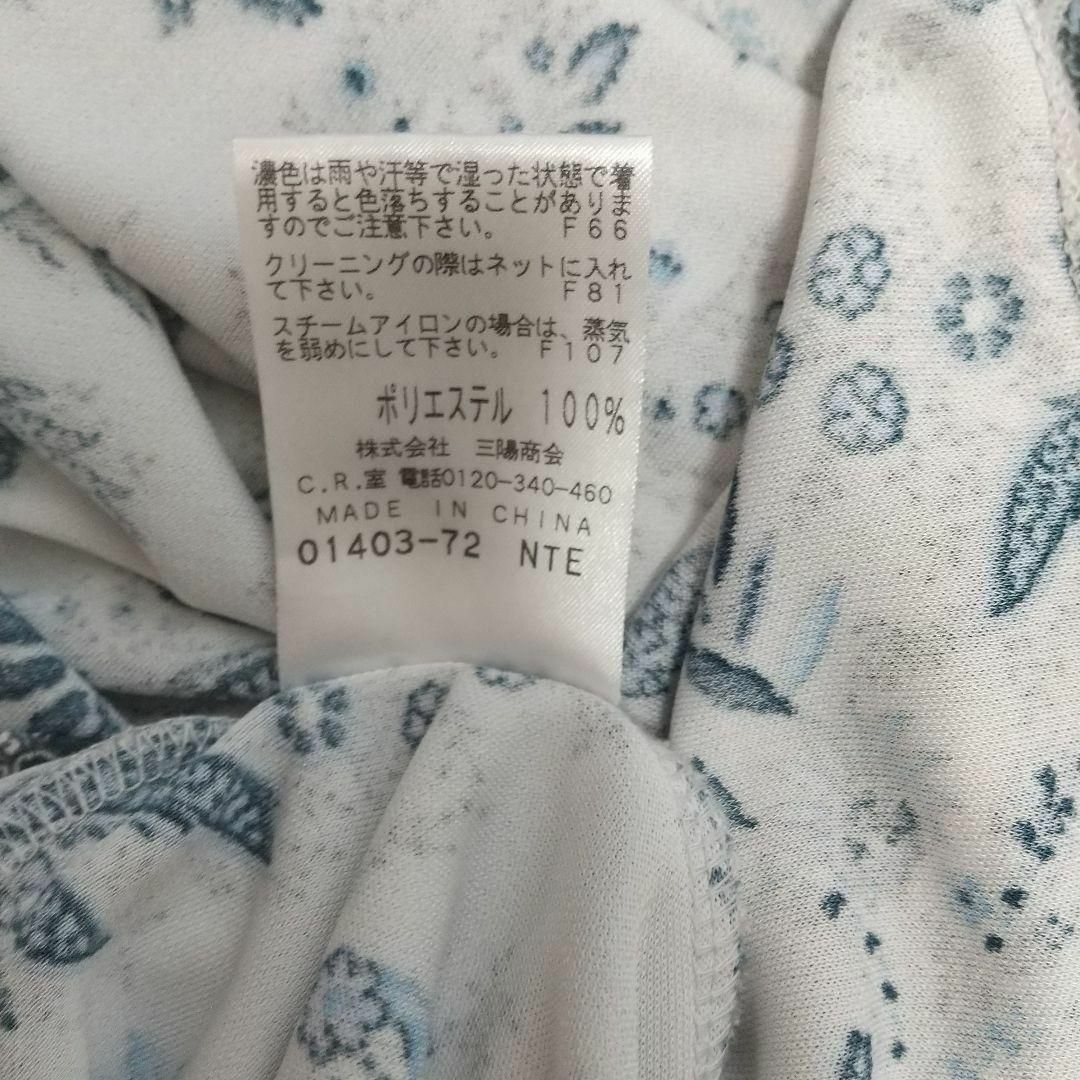 濃色は雨や汗等で湿った状態で着
用すると色落ちすることがありま
すのでご注意下さい。 F66
クリーニングの際はネットに入れ
て下さい。 F81
スチームアイロンの場合は、蒸気
を弱めにして下さい。 F107
ポリエステル 100%
株式会社 三陽商会
C.R.室 電話0120-340-460
MADE IN CHINA
01403-72 NTE